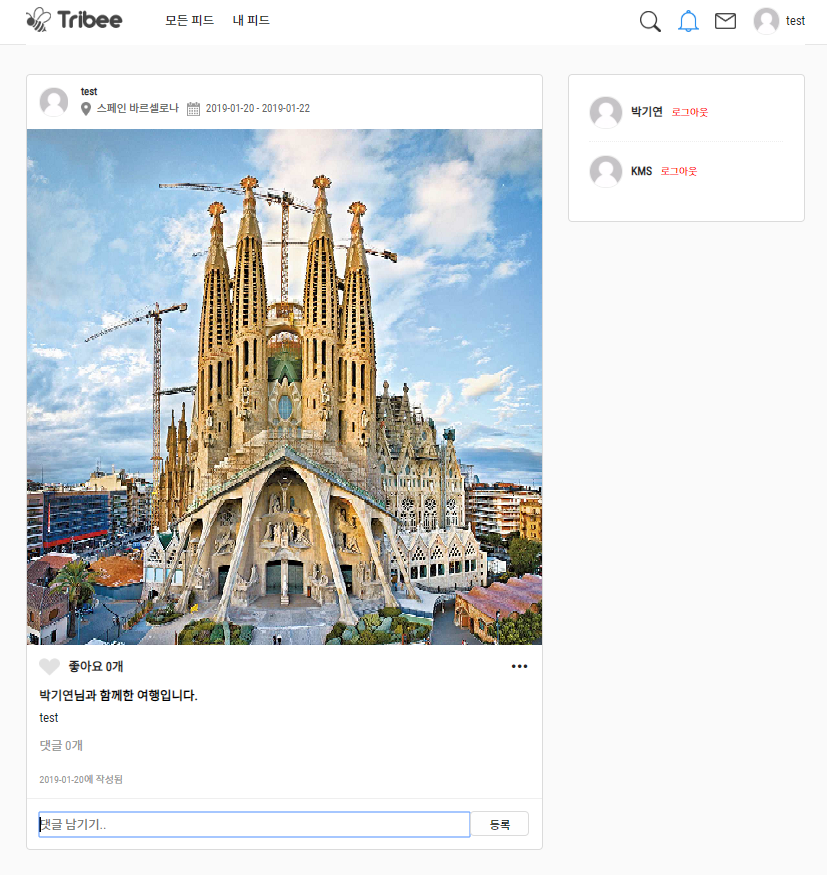 Tribee 모든 피드 내 피드 test
test
스페인 바르셀로나 2019-01-20 - 2019-01-22
박기연 로그아웃
KMS 로그아웃
좋아요 0개
박기연님과 함께한 여행입니다.
test
댓글 0개
2019-01-20에 작성됨
댓글 남기기.. 등록